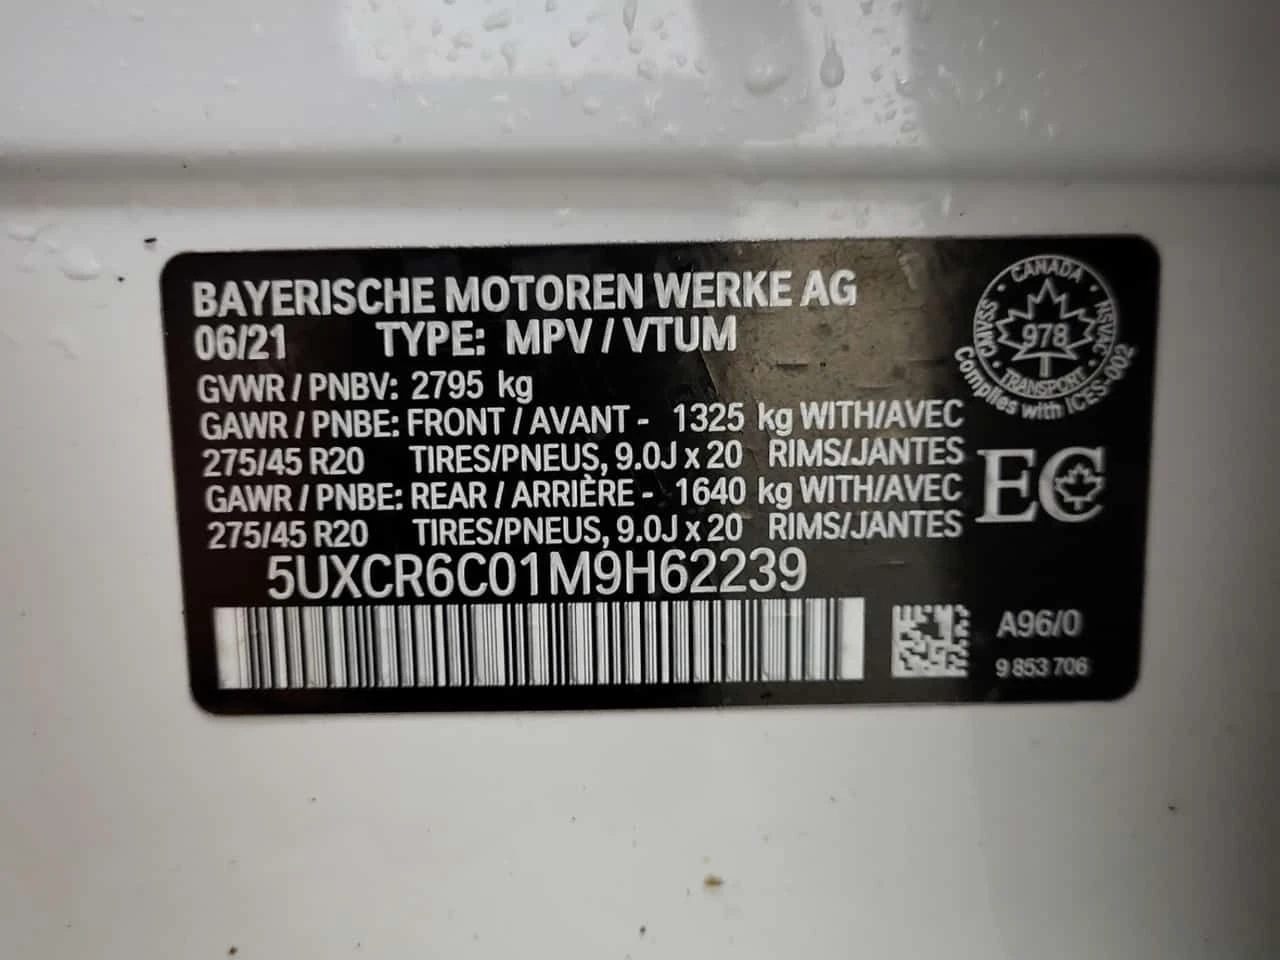 BAYERISCHE MOTOREN WERKE AG
06/21 TYPE: MPV / VTUM
GVWR / PNBV: 2795 kg
GAWR / PNBE: FRONT / AVANT - 1325 kg WITH/AVEC
275/45 R20 TIRES/PNEUS, 9.0J x 20 RIMS/JANTES
GAWR / PNBE: REAR / ARRIÈRE - 1640 kg WITH/AVEC
275/45 R20 TIRES/PNEUS, 9.0J x 20 RIMS/JANTES
5UXCR6C01M9H62239
CANADA
CMVSS • NSVAC
978
TRANSPORT
Complies with ICES-002
EC
A96/0
9 853 706